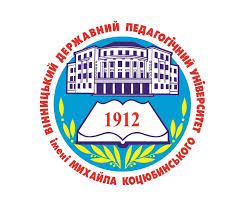 ВІННИЦЬКИЙ ДЕРЖАВНИЙ ПЕДАГОГІЧНИЙ УНІВЕРСИТЕТ
імені МИХАЙЛА КОЦЮБИНСЬКОГО
1912